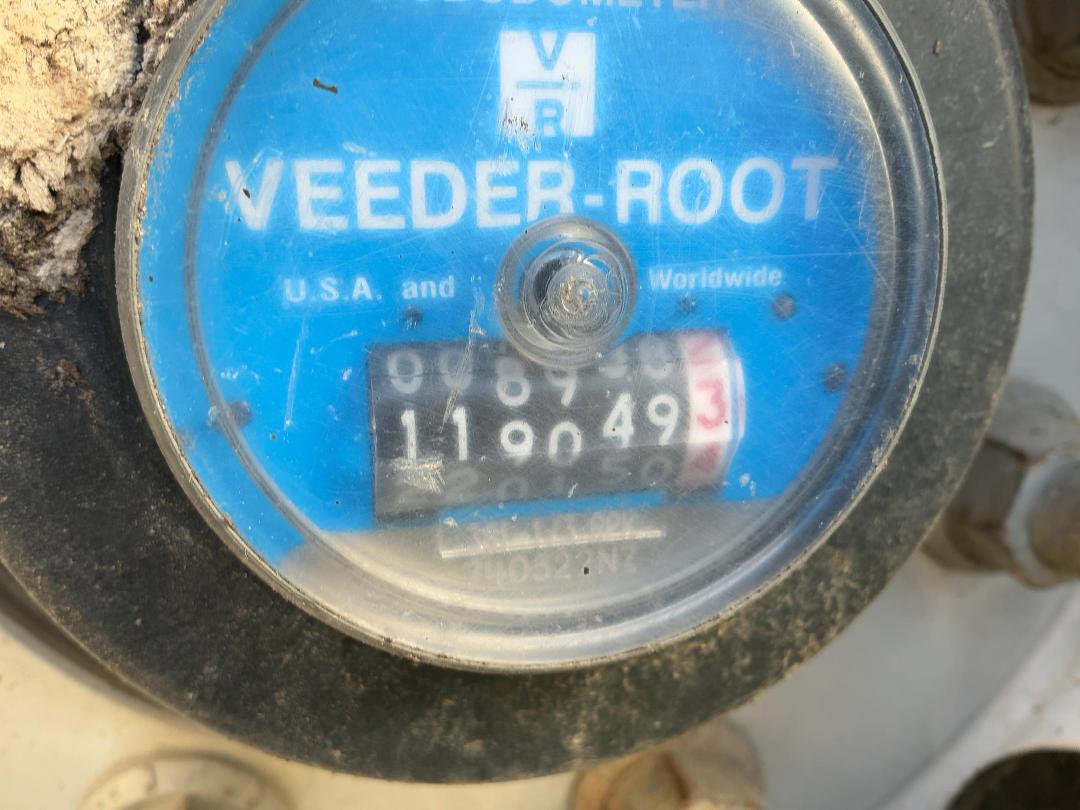 V
R
VEEDER-ROOT
U.S.A. and Worldwide
1190493